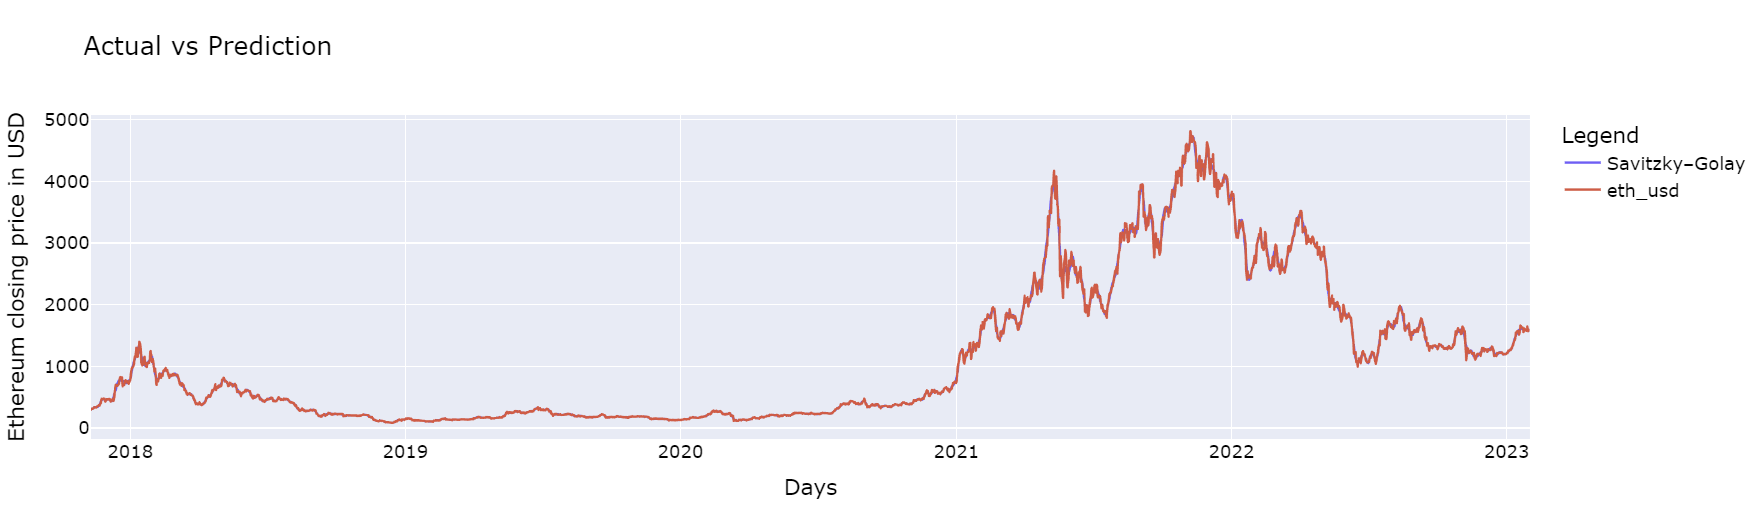 Actual vs Prediction
Ethereum closing price in USD
5000
4000
3000
2000
1000
0
2018
2019
2020
2021
2022
2023
Days
Legend
Savitzky–Golay
eth_usd